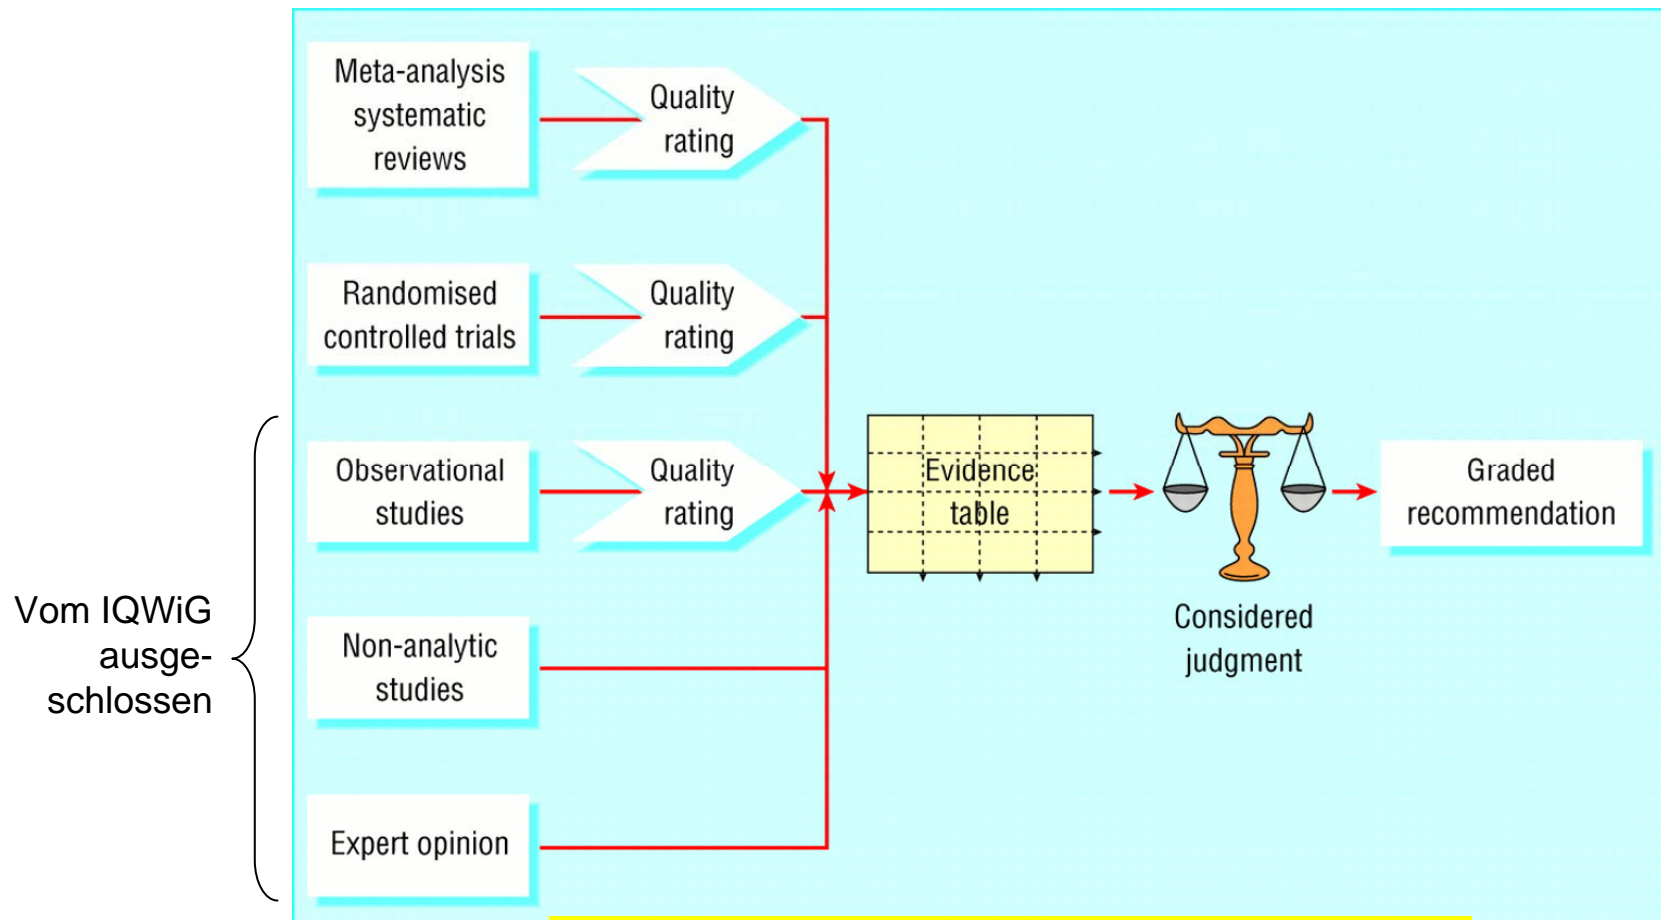 Meta-analysis
systematic
reviews
Quality
rating
Randomised
controlled trials
Quality
rating
Observational
studies
Quality
rating
Evidence
table
Graded
recommendation
Considered
judgment
Vom IQWiG
ausge-
schlossen
Non-analytic
studies
Expert opinion